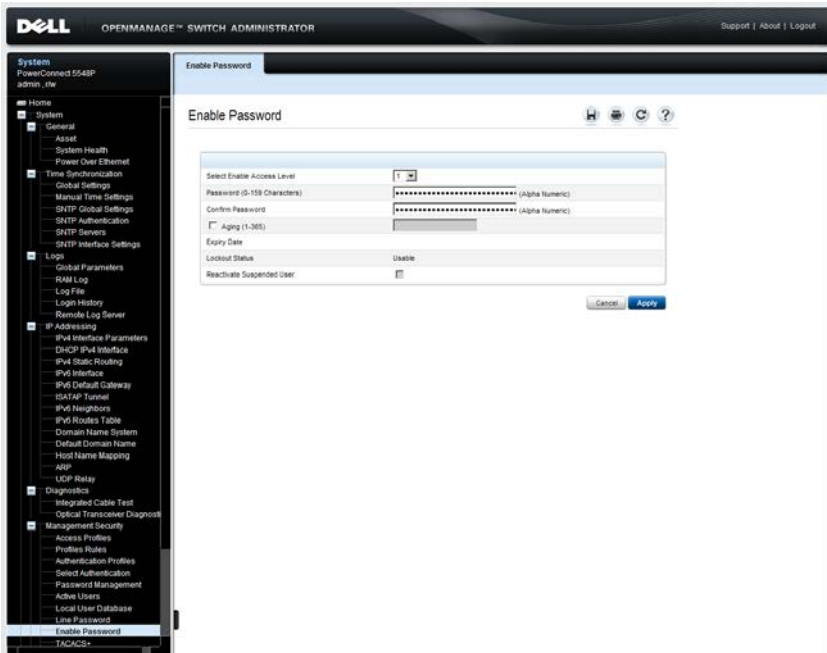 DELL
OPENMANAGE™ SWITCH ADMINISTRATOR
Support | About | Logout
System
PowerConnect 5548P
admin , r/w
Enable Password
Home
System
General
Asset
System Health
Power Over Ethernet
Time Synchronization
Global Settings
Manual Time Settings
SNTP Global Settings
SNTP Authentication
SNTP Servers
SNTP Interface Settings
Logs
Global Parameters
RAM Log
Log File
Login History
Remote Log Server
IP Addressing
IPv4 Interface Parameters
DHCP IPv4 Interface
IPv4 Static Routing
IPv6 Interface
IPv6 Default Gateway
ISATAP Tunnel
IPv6 Neighbors
IPv6 Routes Table
Domain Name System
Default Domain Name
Host Name Mapping
ARP
UDP Relay
Diagnostics
Integrated Cable Test
Optical Transceiver Diagnosti
Management Security
Access Profiles
Profiles Rules
Authentication Profiles
Select Authentication
Password Management
Active Users
Local User Database
Line Password
Enable Password
TACACS+
Enable Password
Select Enable Access Level 1
Password (0-159 Characters) (Alpha Numeric)
Confirm Password (Alpha Numeric)
Aging (1-365)
Expiry Date
Lockout Status Usable
Reactivate Suspended User
Cancel Apply